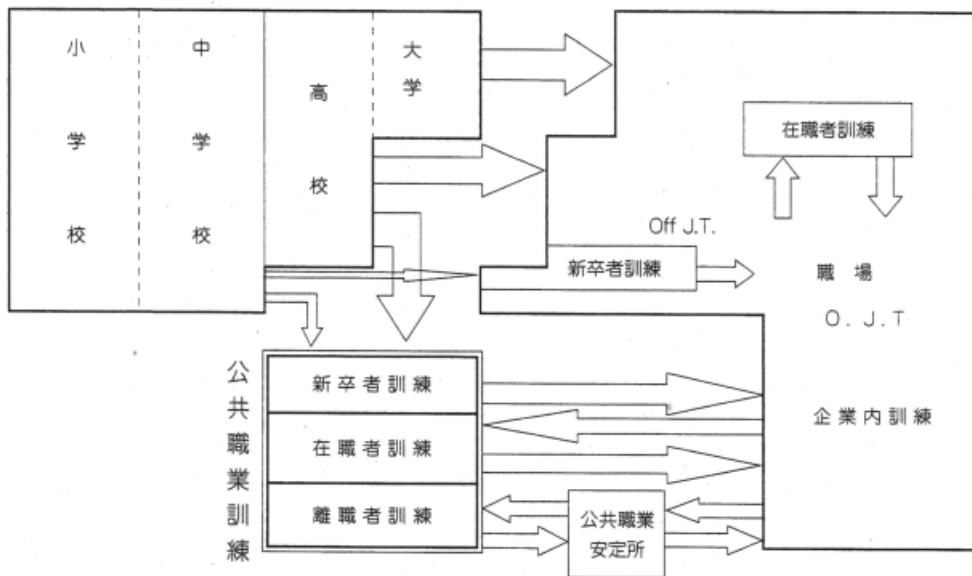 小学校
中学校
高校
大学
在職者訓練
Off J.T.
新卒者訓練
職場
O.J.T
企業内訓練
公共職業訓練
新卒者訓練
在職者訓練
離職者訓練
公共職業
安定所